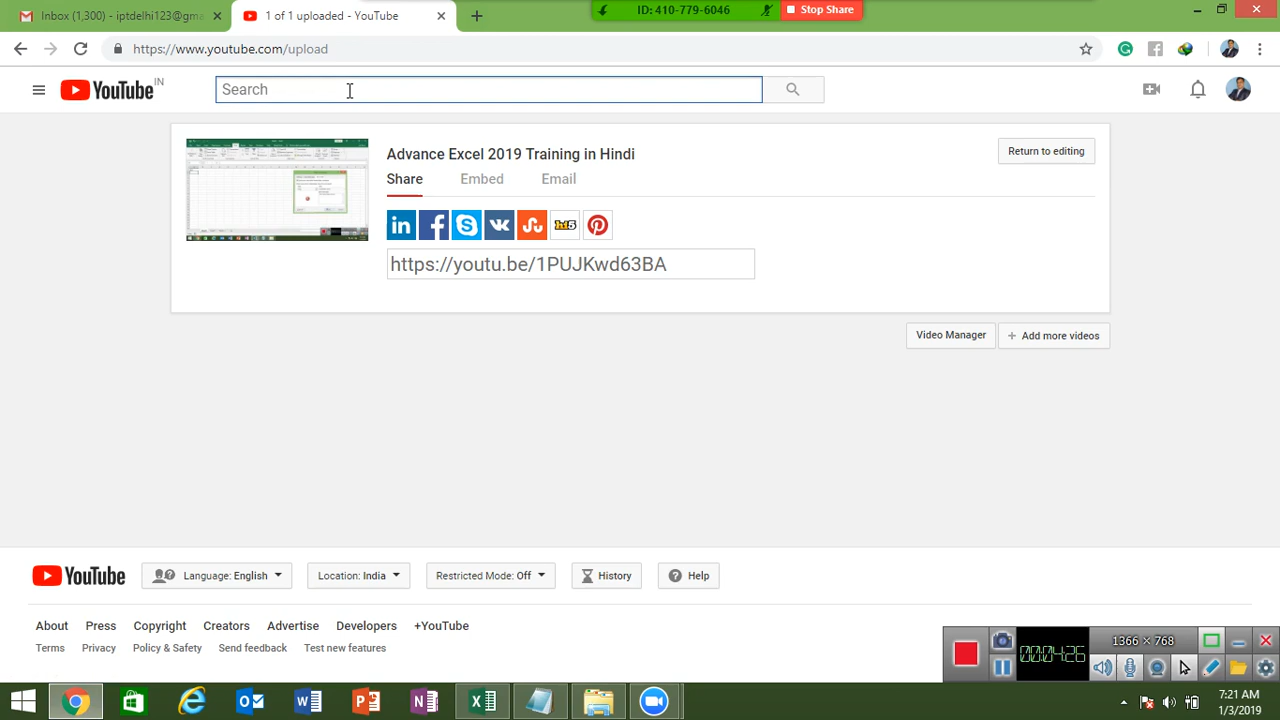 Inbox (1,300) - iptdelhi123@gma
1 of 1 uploaded - YouTube
ID: 410-779-6046
Stop Share
https://www.youtube.com/upload
YouTube IN
Search
Advance Excel 2019 Training in Hindi
Return to editing
Share Embed Email
in f S hi5
https://youtu.be/1PUJKwd63BA
Video Manager
+ Add more videos
YouTube
Language: English
Location: India
Restricted Mode: Off
History
Help
About Press Copyright Creators Advertise Developers +YouTube
Terms Privacy Policy & Safety Send feedback Test new features
1366 × 768
00:04:26
7:21 AM
1/3/2019